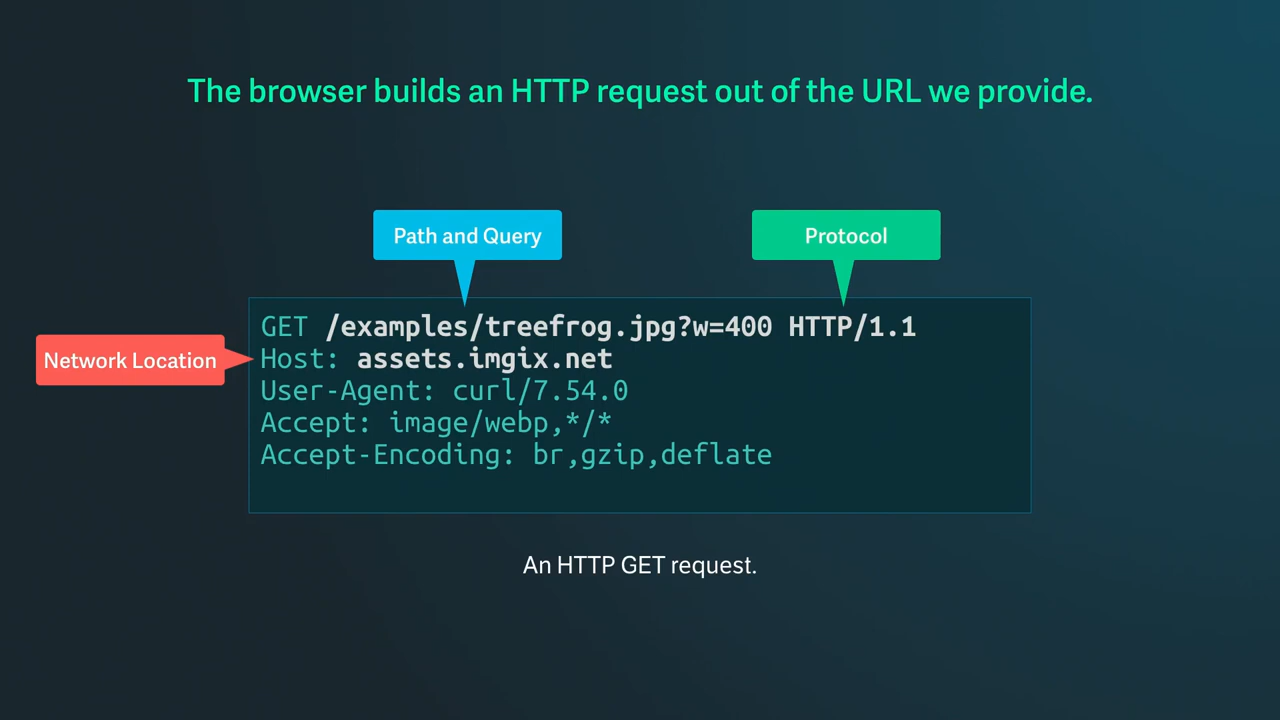 The browser builds an HTTP request out of the URL we provide.
Path and Query
Protocol
Network Location
GET /examples/treefrog.jpg?w=400 HTTP/1.1
Host: assets.imgix.net
User-Agent: curl/7.54.0
Accept: image/webp,*/*
Accept-Encoding: br,gzip,deflate
An HTTP GET request.